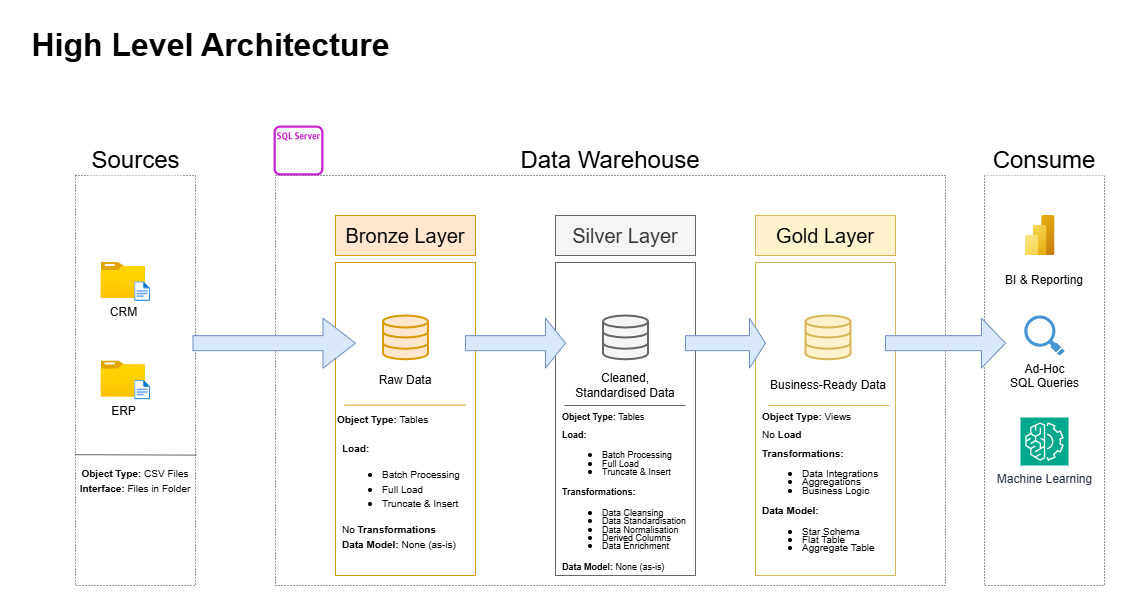 High Level Architecture
SQL Server
Sources
Data Warehouse
Consume
CRM
ERP
Object Type: CSV Files
Interface: Files in Folder
Bronze Layer
Raw Data
Object Type: Tables
Load:
Batch Processing
Full Load
Truncate & Insert
No Transformations
Data Model: None (as-is)
Silver Layer
Cleaned,
Standardised Data
Object Type: Tables
Load:
Batch Processing
Full Load
Truncate & Insert
Transformations:
Data Cleansing
Data Standardisation
Data Normalisation
Derived Columns
Data Enrichment
Data Model: None (as-is)
Gold Layer
Business-Ready Data
Object Type: Views
No Load
Transformations:
Data Integrations
Aggregations
Business Logic
Data Model:
Star Schema
Flat Table
Aggregate Table
BI & Reporting
Ad-Hoc
SQL Queries
Machine Learning